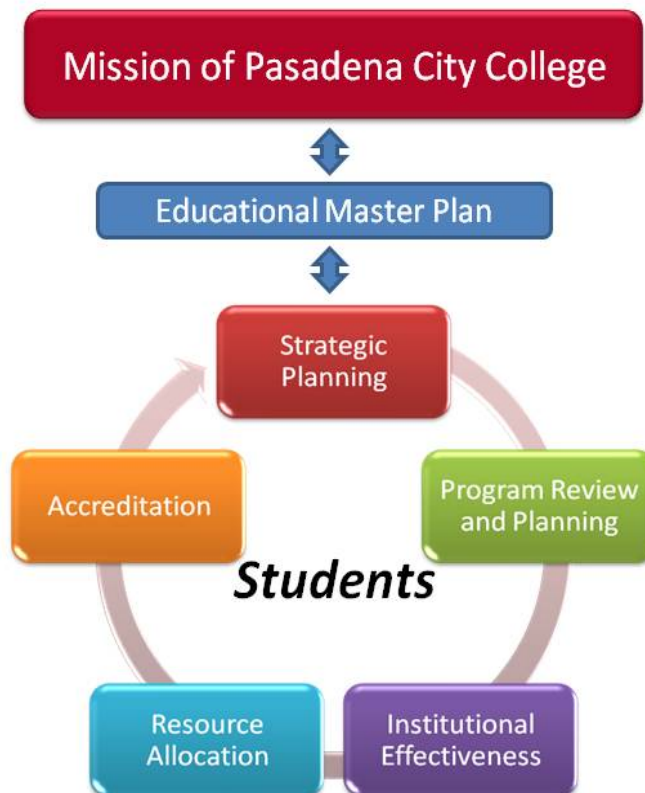 Mission of Pasadena City College
Educational Master Plan
Strategic
Planning
Accreditation
Program Review
and Planning
Students
Resource
Allocation
Institutional
Effectiveness